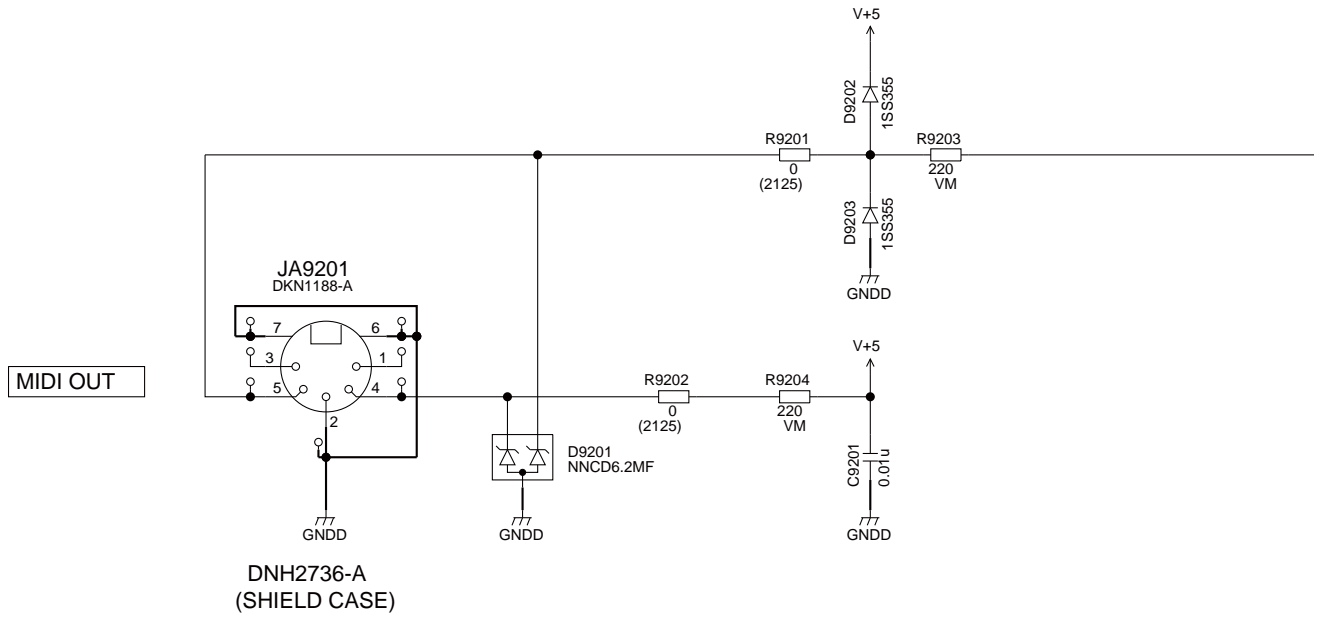 V+5
D9202
1SS355
R9201
0
(2125)
R9203
220
VM
D9203
1SS355
GNDD
JA9201
DKN1188-A
7
6
3
1
5
4
2
MIDI OUT
V+5
R9202
0
(2125)
R9204
220
VM
D9201
NNCD6.2MF
C9201
0.01u
GNDD
GNDD
GNDD
DNH2736-A
(SHIELD CASE)